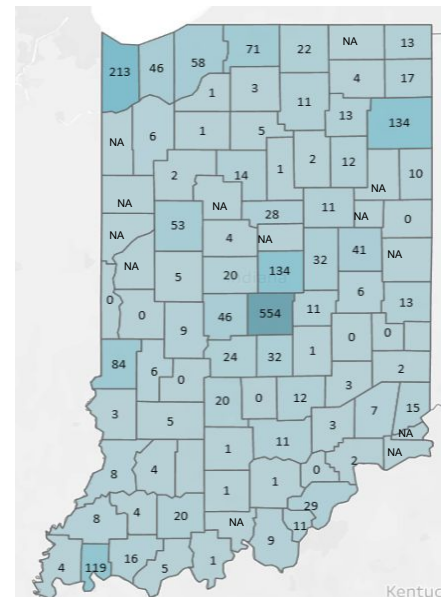 NA 13
71 22
58
213 46
4 17
1 3
11
13 134
NA 6 1 5
2 12
14 1
2 NA 10
NA NA 28 11 NA 0
53
NA 4 NA 41 NA
NA 32
5 20 134
0 6
0 46 554 11 13
9 0 0
24 32 1
84 6 0 2
3
20 0 12
3 5 7 15
3 NA
1 11 2 NA
8 4 0
1 1
29
8 4 20 NA 11
9
4 119 16 5 1
Kentuc